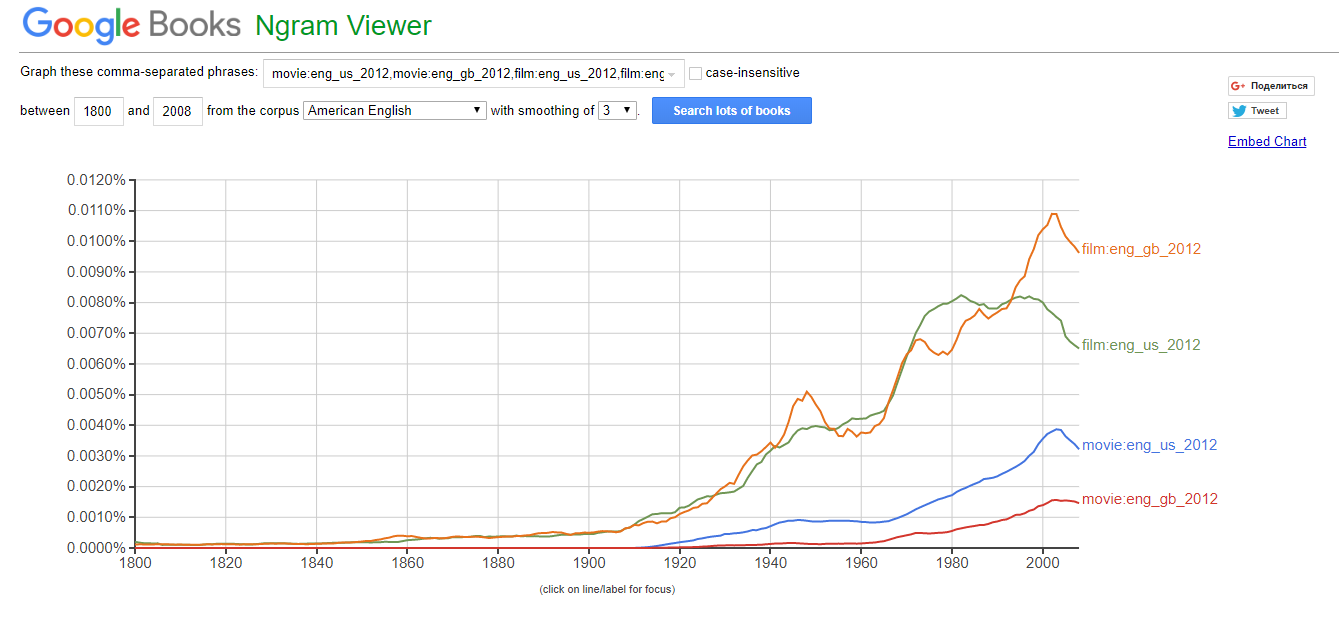 Google Books Ngram Viewer
Graph these comma-separated phrases: movie:eng_us_2012,movie:eng_gb_2012,film:eng_us_2012,film:eng case-insensitive
between 1800 and 2008 from the corpus American English with smoothing of 3 . Search lots of books
G+ Поделиться
Tweet
Embed Chart
0.0120%
0.0110%
0.0100%
0.0090%
0.0080%
0.0070%
0.0060%
0.0050%
0.0040%
0.0030%
0.0020%
0.0010%
0.0000%
film:eng_gb_2012
film:eng_us_2012
movie:eng_us_2012
movie:eng_gb_2012
1800 1820 1840 1860 1880 1900 1920 1940 1960 1980 2000
(click on line/label for focus)